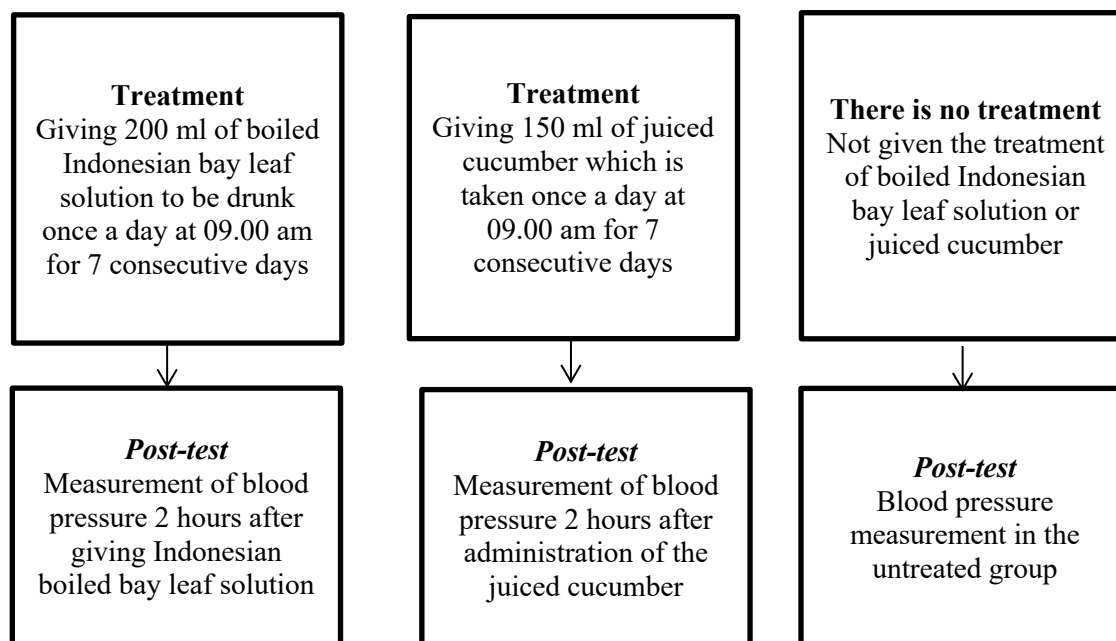 Treatment
Giving 200 ml of boiled
Indonesian bay leaf
solution to be drunk
once a day at 09.00 am
for 7 consecutive days
Treatment
Giving 150 ml of juiced
cucumber which is
taken once a day at
09.00 am for 7
consecutive days
There is no treatment
Not given the treatment
of boiled Indonesian
bay leaf solution or
juiced cucumber
Post-test
Measurement of blood
pressure 2 hours after
giving Indonesian
boiled bay leaf solution
Post-test
Measurement of blood
pressure 2 hours after
administration of the
juiced cucumber
Post-test
Blood pressure
measurement in the
untreated group